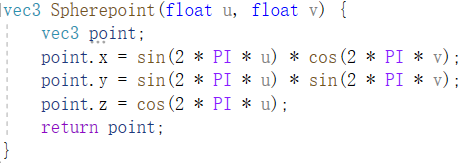 vec3 Spherepoint(float u, float v) {
vec3 point;
point.x = sin(2 * PI * u) * cos(2 * PI * v);
point.y = sin(2 * PI * u) * sin(2 * PI * v);
point.z = cos(2 * PI * u);
return point;
}